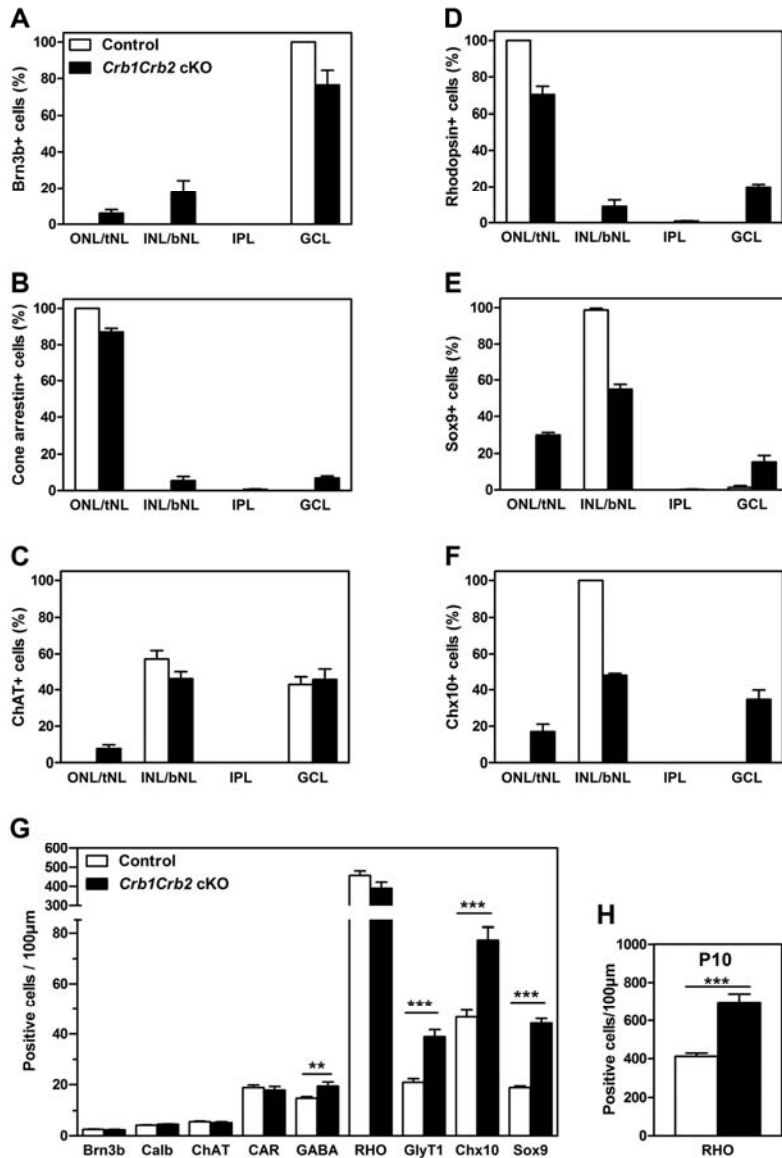 A
Brn3b+ cells (%)
100
80
60
40
20
0
Control
Crb1Crb2 cKO
ONL/tNL INL/bNL IPL GCL
D
Rhodopsin+ cells (%)
100
80
60
40
20
0
ONL/tNL INL/bNL IPL GCL
B
Cone arrestin+ cells (%)
100
80
60
40
20
0
ONL/tNL INL/bNL IPL GCL
E
Sox9+ cells (%)
100
80
60
40
20
0
ONL/tNL INL/bNL IPL GCL
C
ChAT+ cells (%)
100
80
60
40
20
0
ONL/tNL INL/bNL IPL GCL
F
Chx10+ cells (%)
100
80
60
40
20
0
ONL/tNL INL/bNL IPL GCL
G
Positive cells / 100µm
600
500
400
300
80
60
40
20
0
Control
Crb1Crb2 cKO
**
***
***
***
Brn3b Calb ChAT CAR GABA RHO GlyT1 Chx10 Sox9
H
Positive cells/100µm
1000
800
600
400
200
0
P10
***
RHO